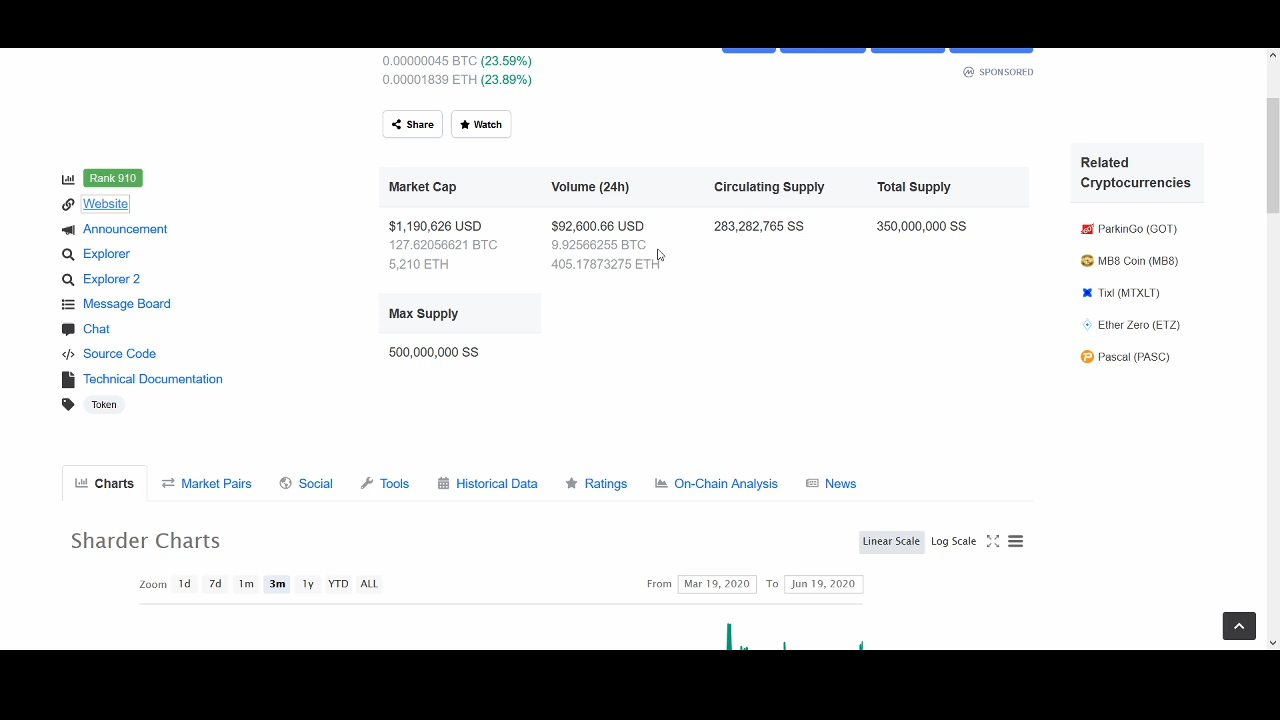 0.00000045 BTC (23.59%)
0.00001839 ETH (23.89%)
SPONSORED
Share
Watch
Rank 910
Website
Announcement
Explorer
Explorer 2
Message Board
Chat
Source Code
Technical Documentation
Token
Market Cap
Volume (24h)
Circulating Supply
Total Supply
$1,190,626 USD
127.62056621 BTC
5,210 ETH
$92,600.66 USD
9.92566255 BTC
405.17873275 ETH
283,282,765 SS
350,000,000 SS
Max Supply
500,000,000 SS
Related
Cryptocurrencies
ParkinGo (GOT)
MB8 Coin (MB8)
Tixl (MTXLT)
Ether Zero (ETZ)
Pascal (PASC)
Charts
Market Pairs
Social
Tools
Historical Data
Ratings
On-Chain Analysis
News
Sharder Charts
Linear Scale
Log Scale
Zoom 1d 7d 1m 3m 1y YTD ALL
From Mar 19, 2020 To Jun 19, 2020